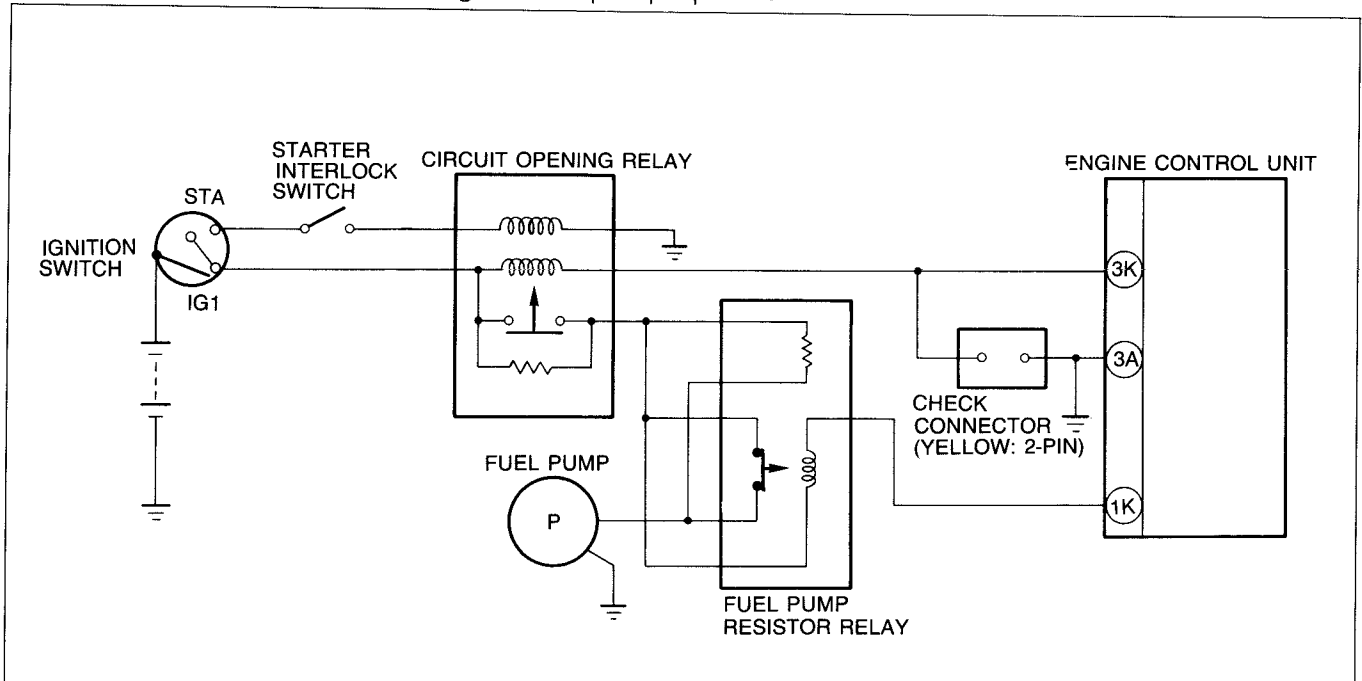 STARTER
INTERLOCK
SWITCH
CIRCUIT OPENING RELAY
ENGINE CONTROL UNIT
STA
IGNITION
SWITCH
IG1
3K
3A
CHECK
CONNECTOR
(YELLOW: 2-PIN)
FUEL PUMP
P
1K
FUEL PUMP
RESISTOR RELAY